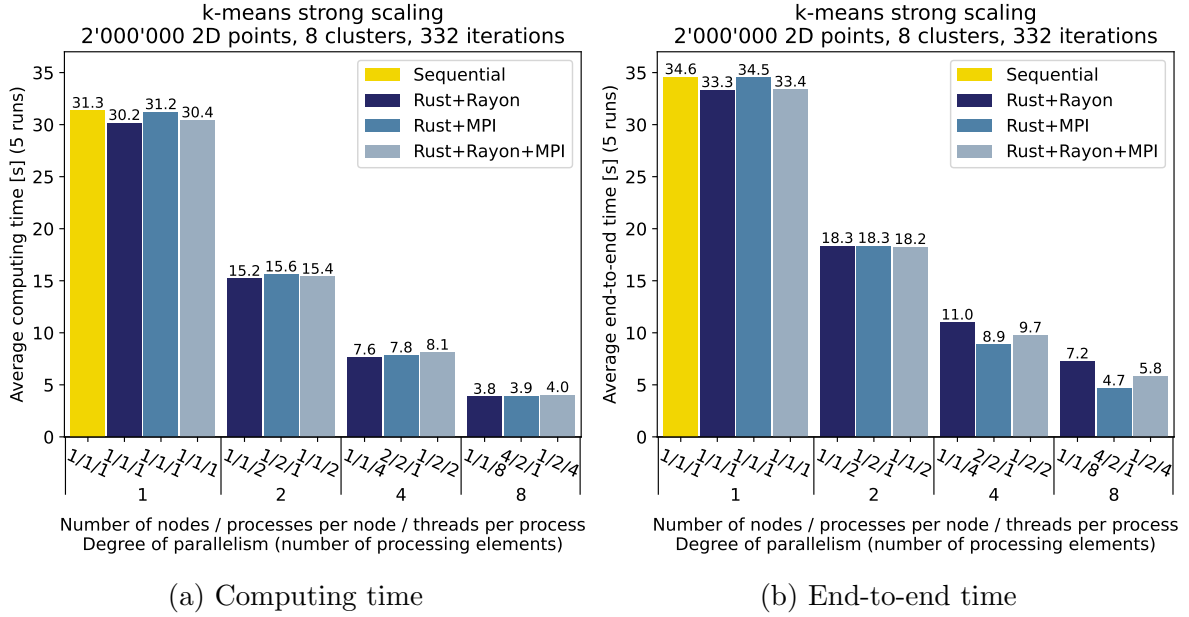 k-means strong scaling
2'000'000 2D points, 8 clusters, 332 iterations
Average computing time [s] (5 runs)
35
30
25
20
15
10
5
0
Sequential
Rust+Rayon
Rust+MPI
Rust+Rayon+MPI
31.3 30.2 31.2 30.4
15.2 15.6 15.4
7.6 7.8 8.1
3.8 3.9 4.0
1/1/1 1/1/1 1/1/1 1/1/1 1/1/2 1/2/1 1/1/2 1/1/4 2/2/1 1/2/2 1/1/8 4/2/1 1/2/4
1 2 4 8
Number of nodes / processes per node / threads per process
Degree of parallelism (number of processing elements)
(a) Computing time
k-means strong scaling
2'000'000 2D points, 8 clusters, 332 iterations
Average end-to-end time [s] (5 runs)
35
30
25
20
15
10
5
0
Sequential
Rust+Rayon
Rust+MPI
Rust+Rayon+MPI
34.6 33.3 34.5 33.4
18.3 18.3 18.2
11.0 8.9 9.7
7.2 4.7 5.8
1/1/1 1/1/1 1/1/1 1/1/1 1/1/2 1/2/1 1/1/2 1/1/4 2/2/1 1/2/2 1/1/8 4/2/1 1/2/4
1 2 4 8
Number of nodes / processes per node / threads per process
Degree of parallelism (number of processing elements)
(b) End-to-end time